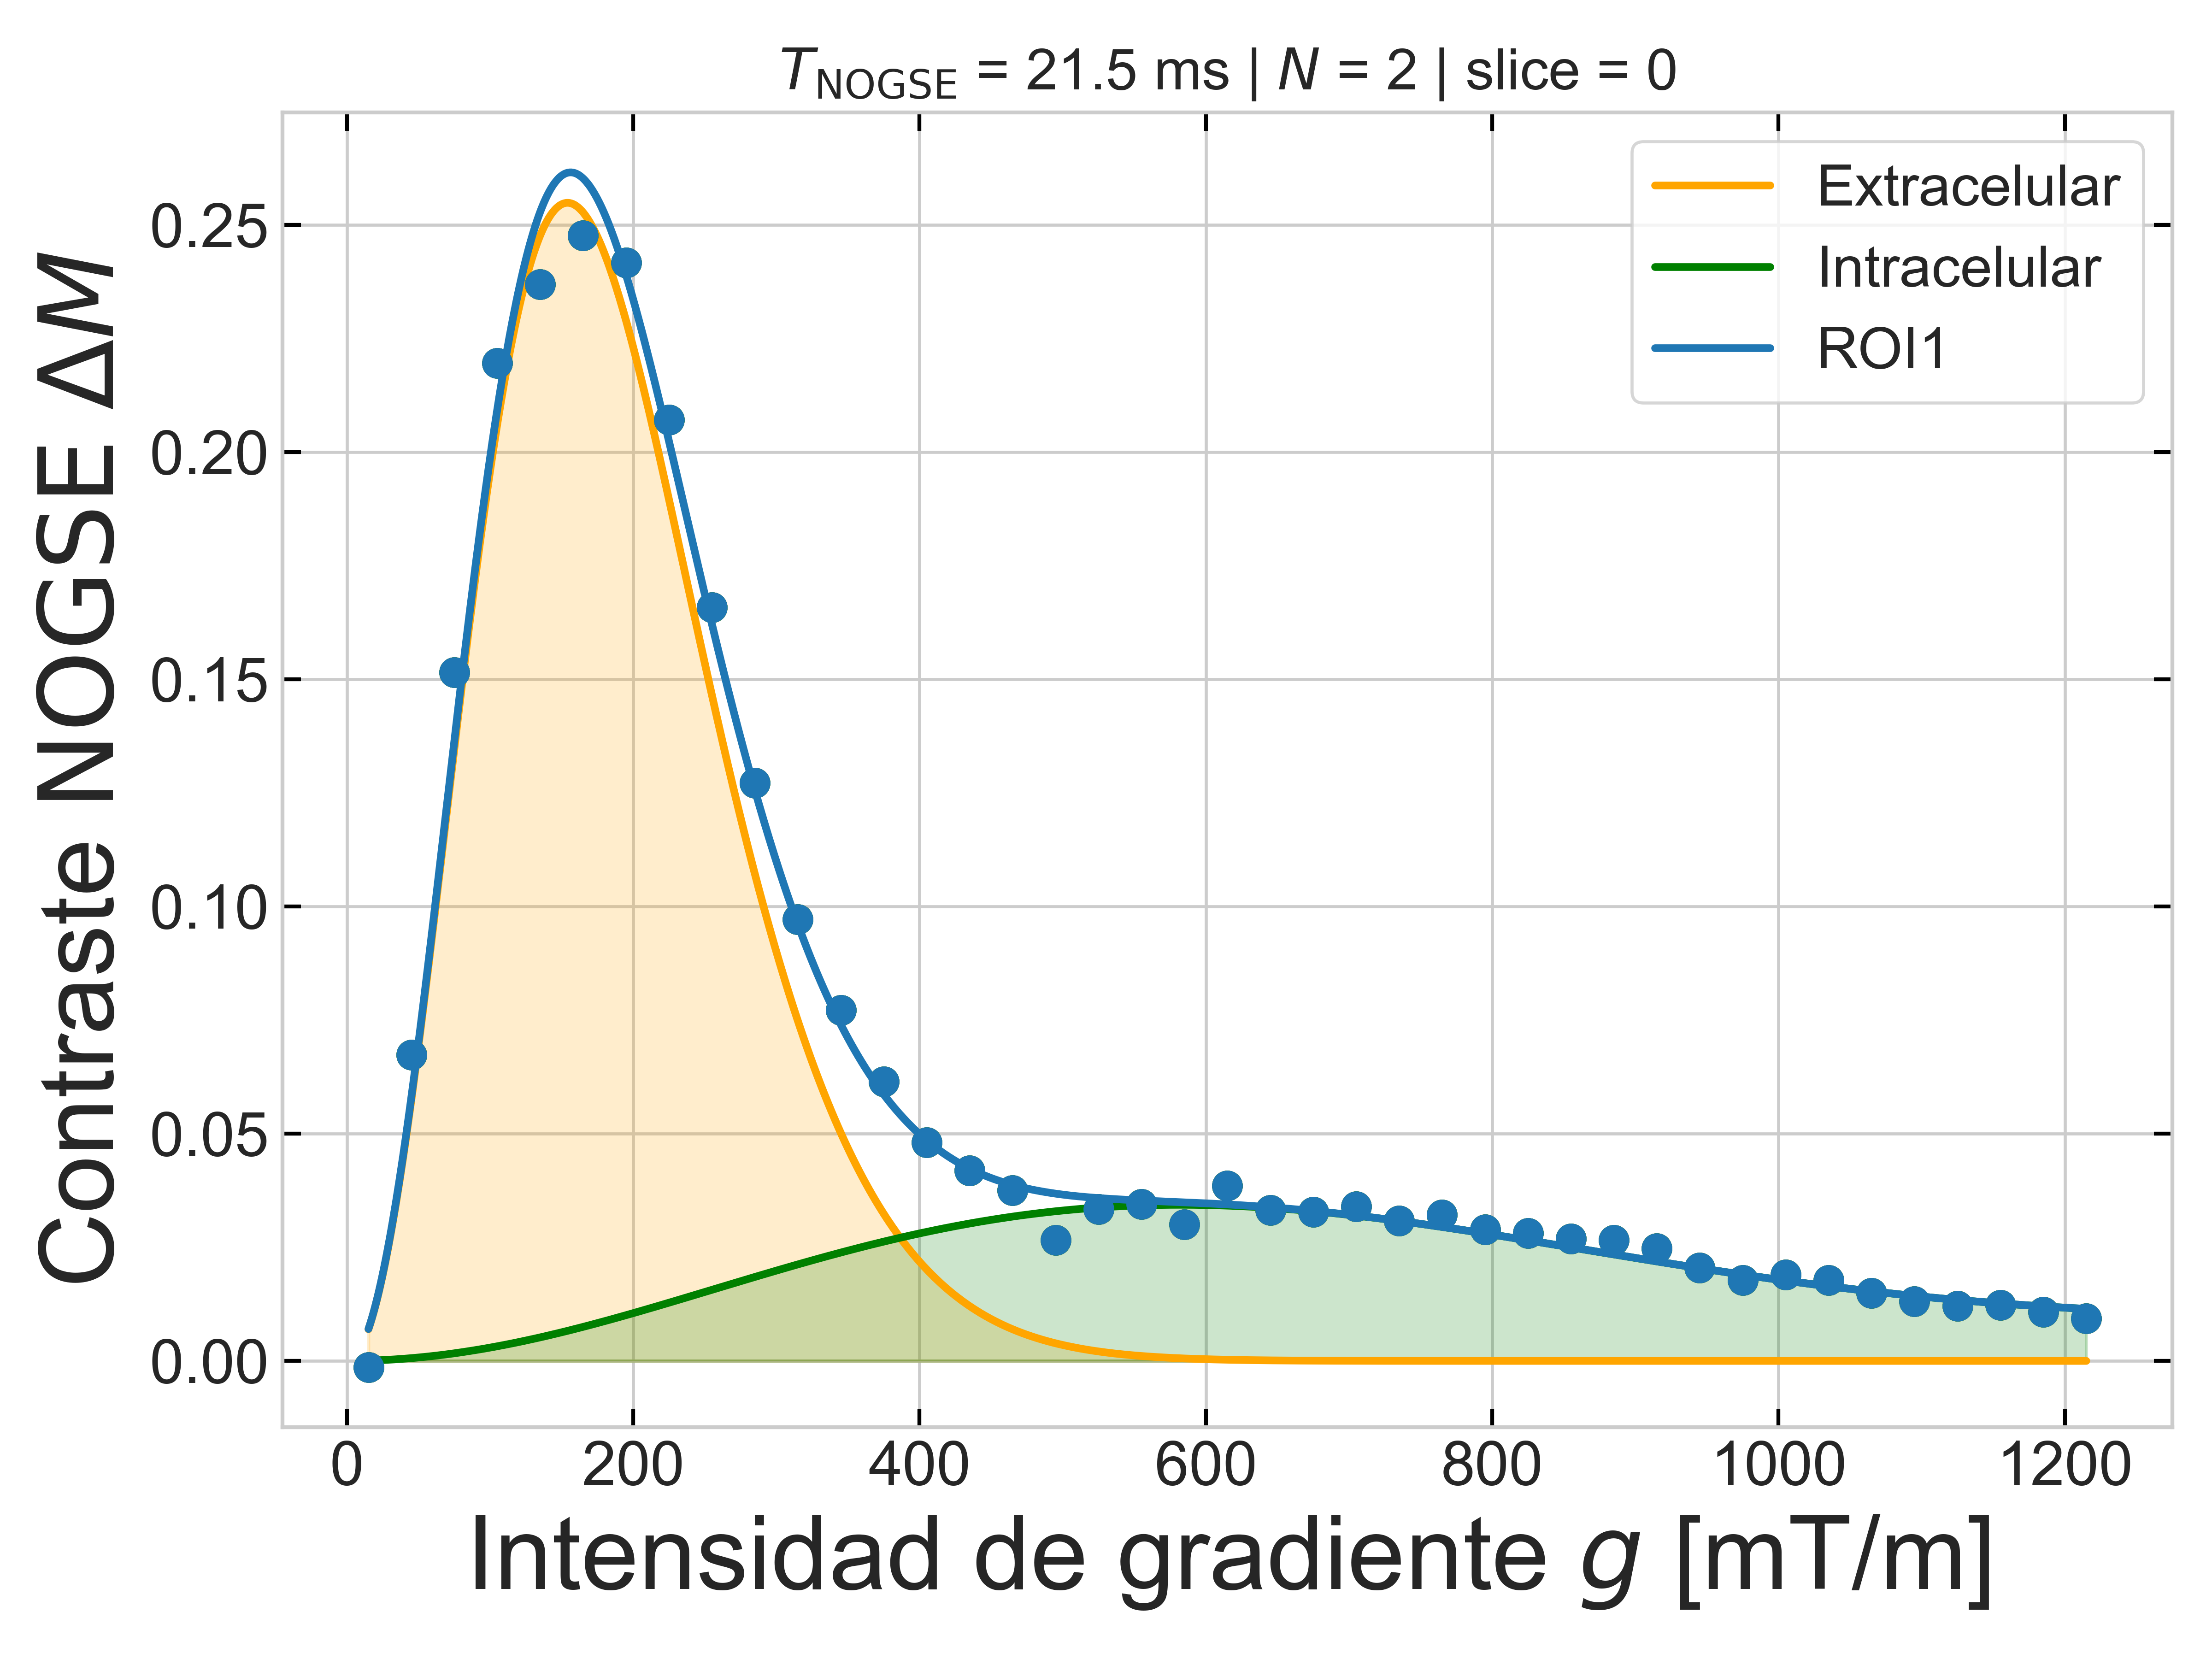 T_NOGSE = 21.5 ms | N = 2 | slice = 0
Contraste NOGSE ΔM
0.25
0.20
0.15
0.10
0.05
0.00
Extracelular
Intracelular
ROI1
0 200 400 600 800 1000 1200
Intensidad de gradiente g [mT/m]